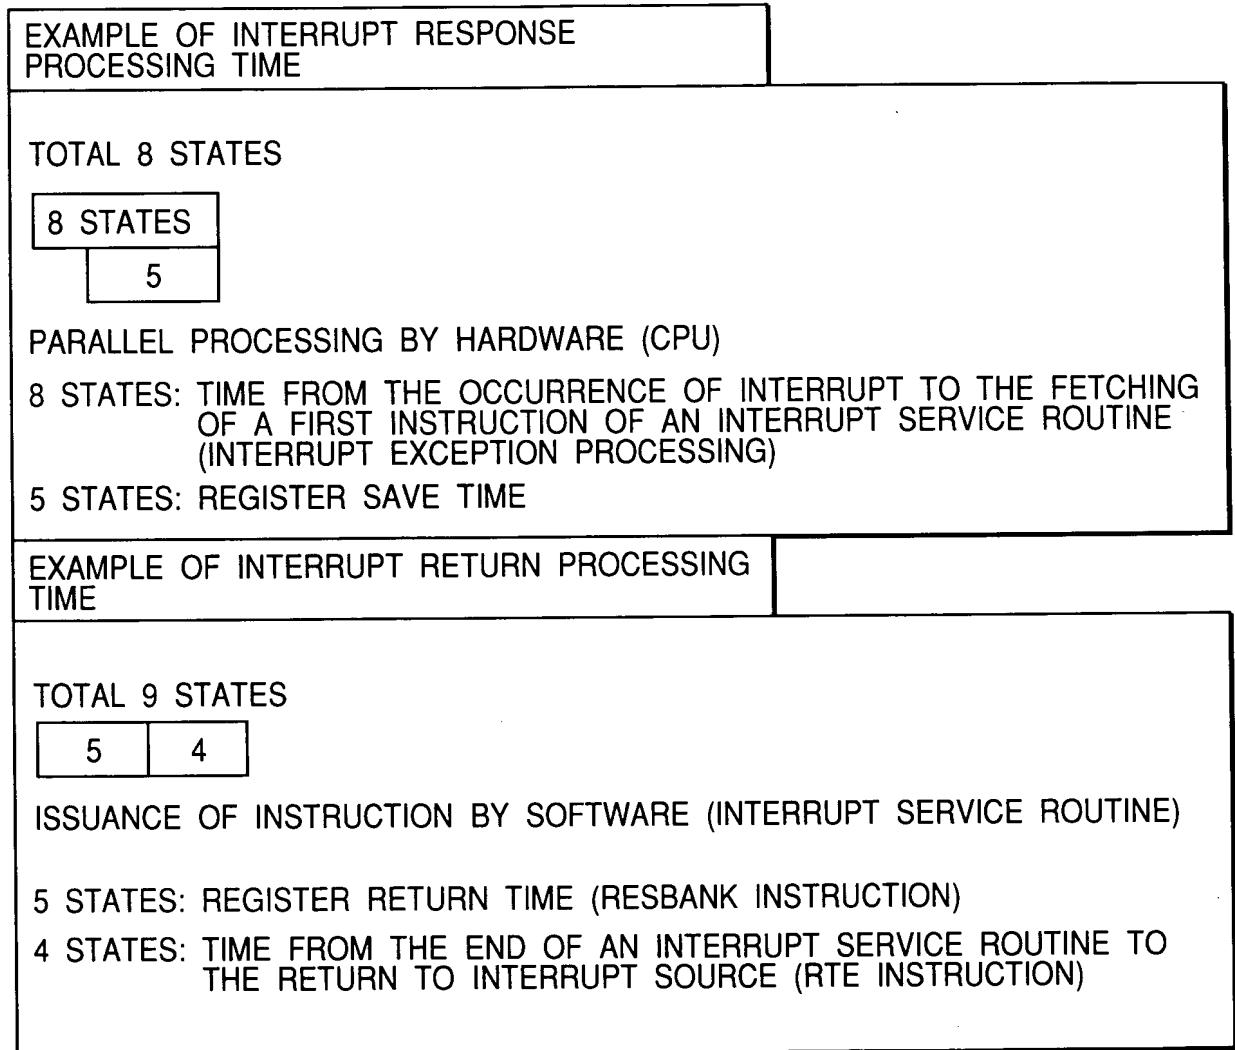 EXAMPLE OF INTERRUPT RESPONSE
PROCESSING TIME
TOTAL 8 STATES
8 STATES
5
PARALLEL PROCESSING BY HARDWARE (CPU)
8 STATES: TIME FROM THE OCCURRENCE OF INTERRUPT TO THE FETCHING
OF A FIRST INSTRUCTION OF AN INTERRUPT SERVICE ROUTINE
(INTERRUPT EXCEPTION PROCESSING)
5 STATES: REGISTER SAVE TIME
EXAMPLE OF INTERRUPT RETURN PROCESSING
TIME
TOTAL 9 STATES
5 4
ISSUANCE OF INSTRUCTION BY SOFTWARE (INTERRUPT SERVICE ROUTINE)
5 STATES: REGISTER RETURN TIME (RESBANK INSTRUCTION)
4 STATES: TIME FROM THE END OF AN INTERRUPT SERVICE ROUTINE TO
THE RETURN TO INTERRUPT SOURCE (RTE INSTRUCTION)